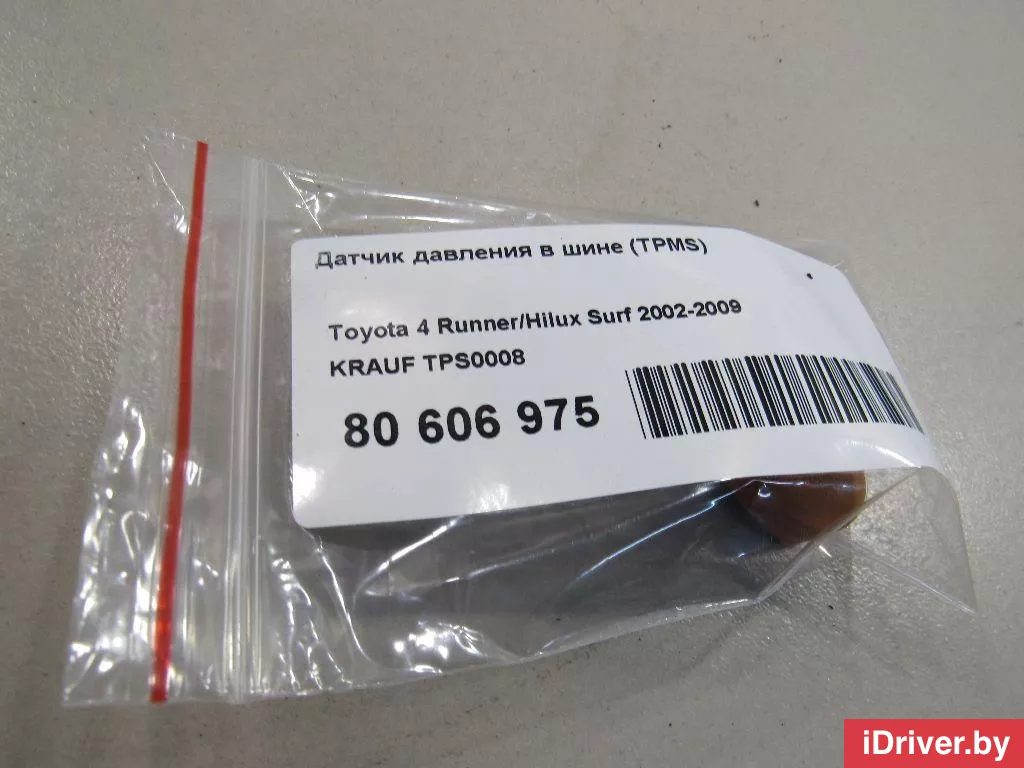 Датчик давления в шине (TPMS)
Toyota 4 Runner/Hilux Surf 2002-2009
KRAUF TPS0008
80 606 975
iDriver.by